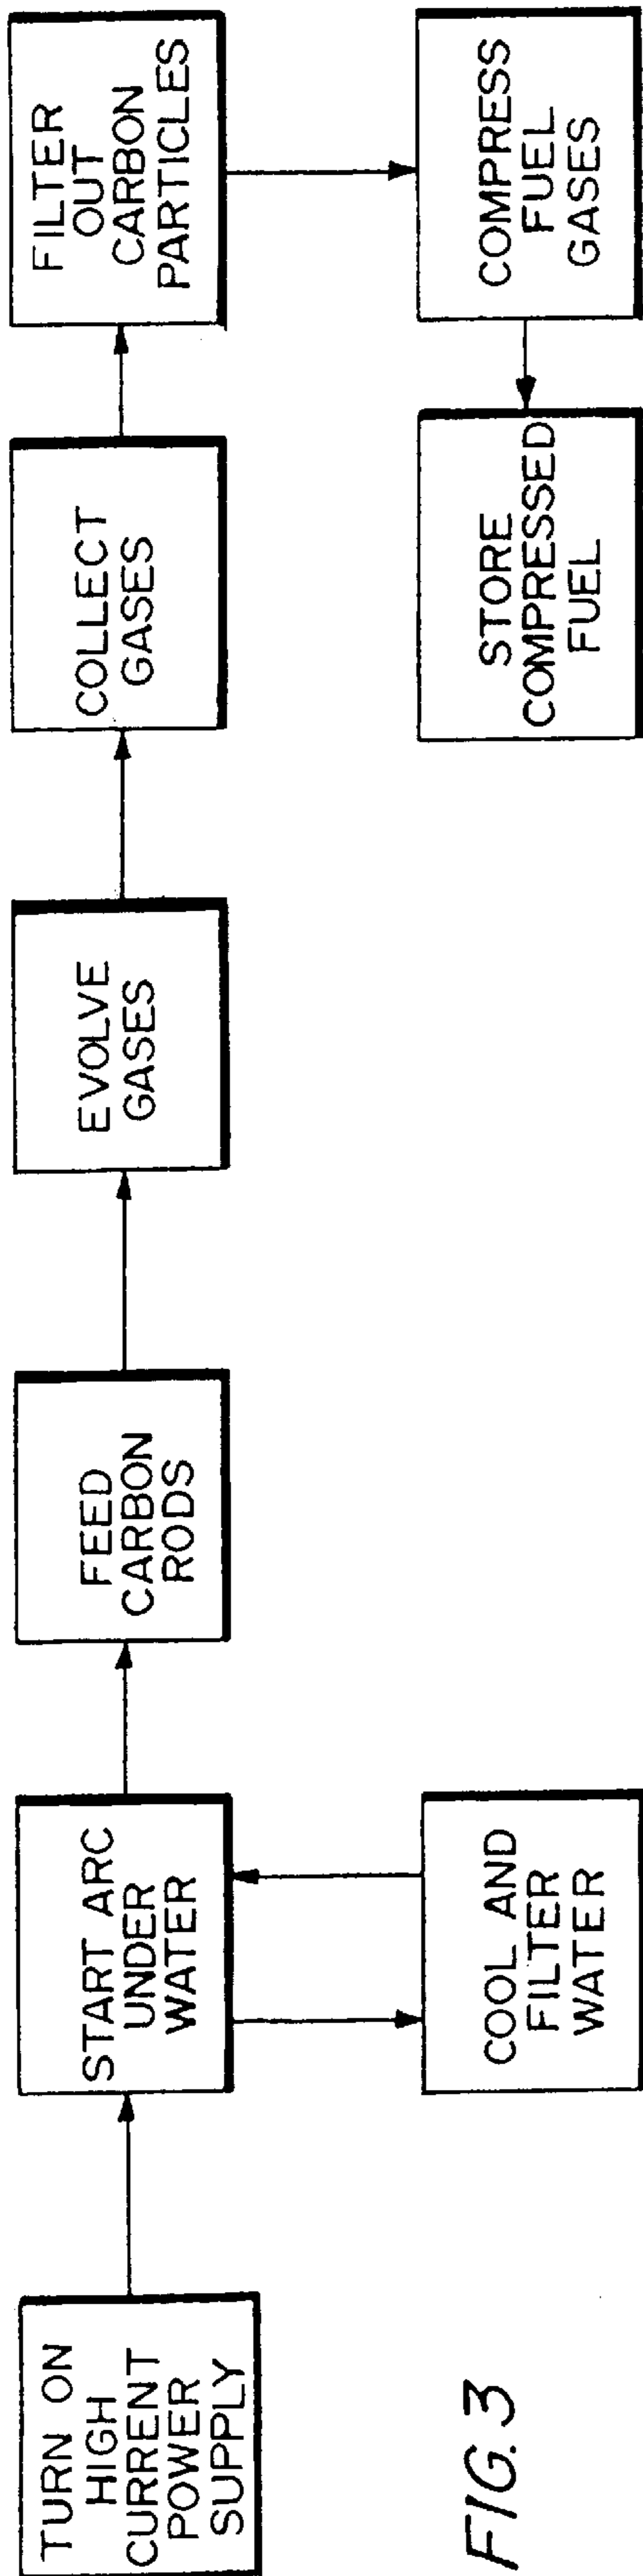 TURN ON
HIGH
CURRENT
POWER
SUPPLY
START ARC
UNDER
WATER
COOL AND
FILTER
WATER
FEED
CARBON
RODS
EVOLVE
GASES
COLLECT
GASES
FILTER
OUT
CARBON
PARTICLES
COMPRESS
FUEL
GASES
STORE
COMPRESSED
FUEL
FIG. 3